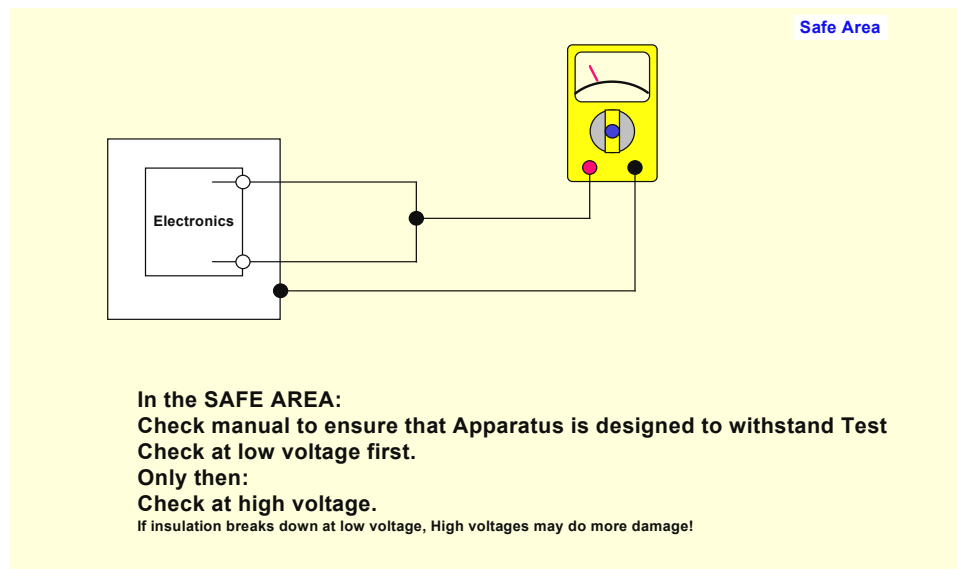 Safe Area
Electronics
In the SAFE AREA:
Check manual to ensure that Apparatus is designed to withstand Test
Check at low voltage first.
Only then:
Check at high voltage.
If insulation breaks down at low voltage, High voltages may do more damage!